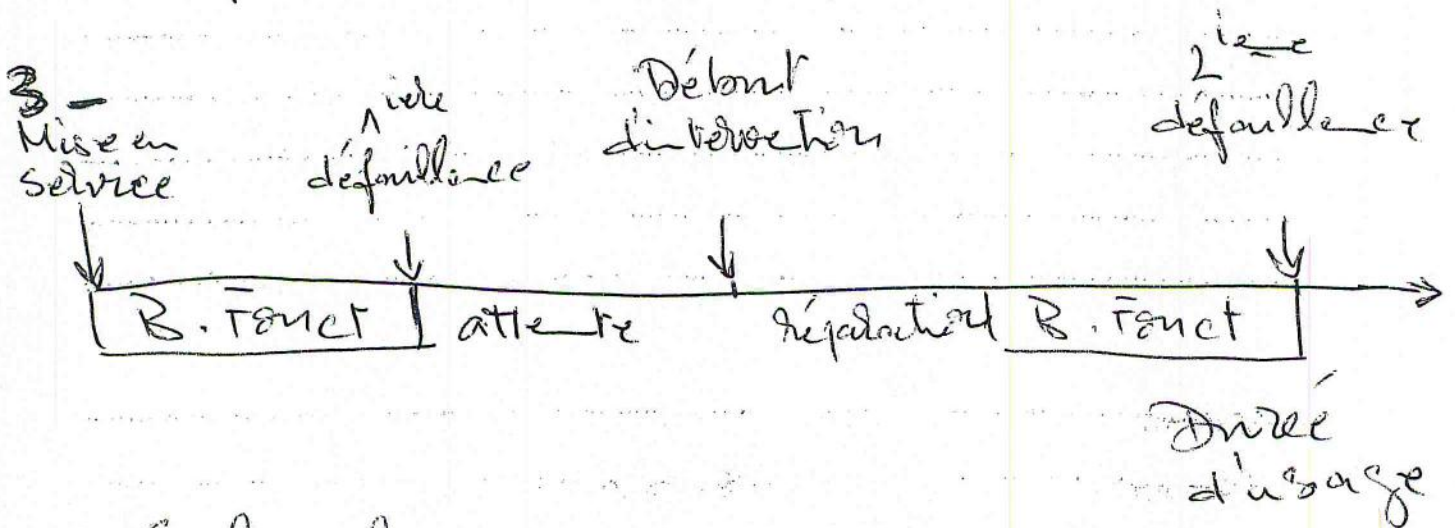 3 -
Mise en
Service
1ière
défaillance
Début
d'intervention
2ième
défaillance
B. Fonct attente réparation B. Fonct
Durée
d'usage